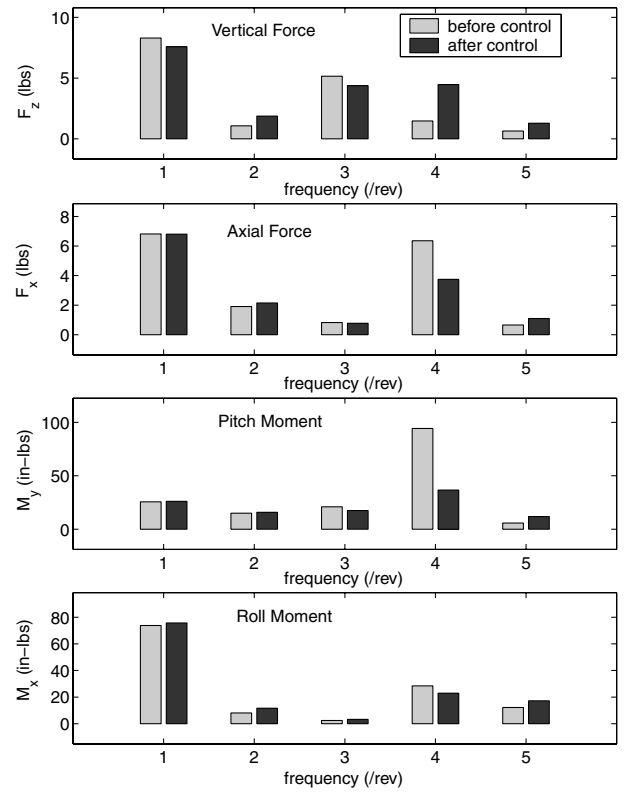 10
5
0
F_z (lbs)
Vertical Force
before control
after control
1 2 3 4 5
frequency (/rev)
8
6
4
2
0
F_x (lbs)
Axial Force
1 2 3 4 5
frequency (/rev)
100
50
0
M_y (in-lbs)
Pitch Moment
1 2 3 4 5
frequency (/rev)
80
60
40
20
0
M_x (in-lbs)
Roll Moment
1 2 3 4 5
frequency (/rev)